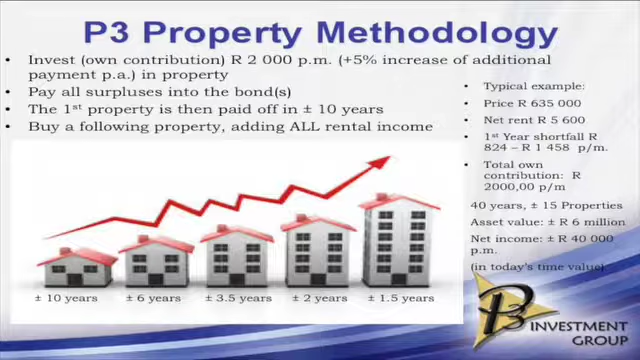 P3 Property Methodology
• Invest (own contribution) R 2 000 p.m. (+5% increase of additional
payment p.a.) in property
• Pay all surpluses into the bond(s)
• The 1st property is then paid off in ± 10 years
• Buy a following property, adding ALL rental income
• Typical example:
• Price R 635 000
• Net rent R 5 600
• 1st Year shortfall R
824 – R 1 458 p/m.
• Total own
contribution: R
2000,00 p/m
40 years, ± 15 Properties
Asset value: ± R 6 million
Net income: ± R 40 000
p.m.
(in today's time value)
± 10 years
± 6 years
± 3.5 years
± 2 years
± 1.5 years
P3
INVESTMENT
GROUP